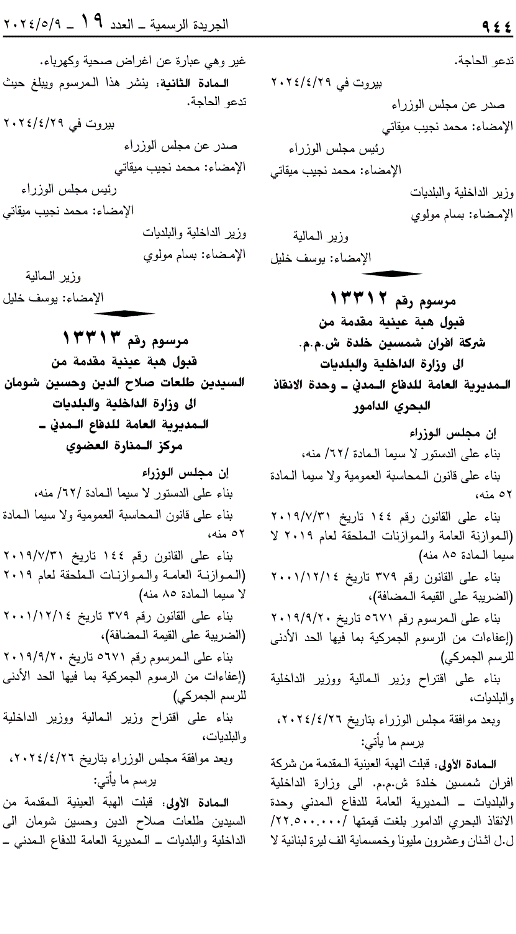 ٩٤٤
الجريدة الرسمية ـ العدد ١٩ ـ ٢٠٢٤/٥/٩
تدعو الحاجة.
بيروت في ٢٠٢٤/٤/٢٩
صدر عن مجلس الوزراء
الإمضاء: محمد نجيب ميقاتي
رئيس مجلس الوزراء
الإمضاء: محمد نجيب ميقاتي
وزير الداخلية والبلديات
الإمضاء: بسام مولوي
وزير المالية
الإمضاء: يوسف خليل
مرسوم رقم ١٣٣١٢
قبول هبة عينية مقدمة من
شركة افران شمسين خلدة ش.م.م.
الى وزارة الداخلية والبلديات
المديرية العامة للدفاع المدني ـ وحدة الانقاذ
البحري الدامور
إن مجلس الوزراء
بناء على الدستور لا سيما المادة /٦٢/ منه،
بناء على قانون المحاسبة العمومية ولا سيما المادة
٥٢ منه،
بناء على القانون رقم ١٤٤ تاريخ ٢٠١٩/٧/٣١
(الموازنة العامة والموازنات الملحقة لعام ٢٠١٩ لا
سيما المادة ٨٥ منه)
بناء على القانون رقم ٣٧٩ تاريخ ٢٠٠١/١٢/١٤
(الضريبة على القيمة المضافة)،
بناء على المرسوم رقم ٥٦٧١ تاريخ ٢٠١٩/٩/٢٠
(إعفاءات من الرسوم الجمركية بما فيها الحد الأدنى
للرسم الجمركي)
بناء على اقتراح وزير المالية ووزير الداخلية
والبلديات،
وبعد موافقة مجلس الوزراء بتاريخ ٢٠٢٤/٤/٢٦،
يرسم ما يأتي:
المادة الأولى: قبلت الهبة العينية المقدمة من شركة
افران شمسين خلدة ش.م.م. الى وزارة الداخلية
والبلديات ـ المديرية العامة للدفاع المدني وحدة
الانقاذ البحري الدامور بلغت قيمتها /٢٢.٥٠٠.٠٠٠/
ل.ل اثنان وعشرون مليونا وخمسماية الف ليرة لبنانية لا
غير وهي عبارة عن اغراض صحية وكهرباء.
المادة الثانية: ينشر هذا المرسوم ويبلغ حيث
تدعو الحاجة.
بيروت في ٢٠٢٤/٤/٢٩
صدر عن مجلس الوزراء
الإمضاء: محمد نجيب ميقاتي
رئيس مجلس الوزراء
الإمضاء: محمد نجيب ميقاتي
وزير الداخلية والبلديات
الإمضاء: بسام مولوي
وزير المالية
الإمضاء: يوسف خليل
مرسوم رقم ١٣٣١٣
قبول هبة عينية مقدمة من
السيدين طلعات صلاح الدين وحسين شومان
الى وزارة الداخلية والبلديات
المديرية العامة للدفاع المدني ـ
مركز المنارة العضوي
إن مجلس الوزراء
بناء على الدستور لا سيما المادة /٦٢/ منه،
بناء على قانون المحاسبة العمومية ولا سيما المادة
٥٢ منه،
بناء على القانون رقم ١٤٤ تاريخ ٢٠١٩/٧/٣١
(الموازنة العامة والموازنات الملحقة لعام ٢٠١٩
لا سيما المادة ٨٥ منه)
بناء على القانون رقم ٣٧٩ تاريخ ٢٠٠١/١٢/١٤
(الضريبة على القيمة المضافة)،
بناء على المرسوم رقم ٥٦٧١ تاريخ ٢٠١٩/٩/٢٠
(إعفاءات من الرسوم الجمركية بما فيها الحد الأدنى
للرسم الجمركي)
بناء على اقتراح وزير المالية ووزير الداخلية
والبلديات،
وبعد موافقة مجلس الوزراء بتاريخ ٢٠٢٤/٤/٢٦،
يرسم ما يأتي:
المادة الأولى: قبلت الهبة العينية المقدمة من
السيدين طلعات صلاح الدين وحسين شومان الى
الداخلية والبلديات ـ المديرية العامة للدفاع المدني ـ